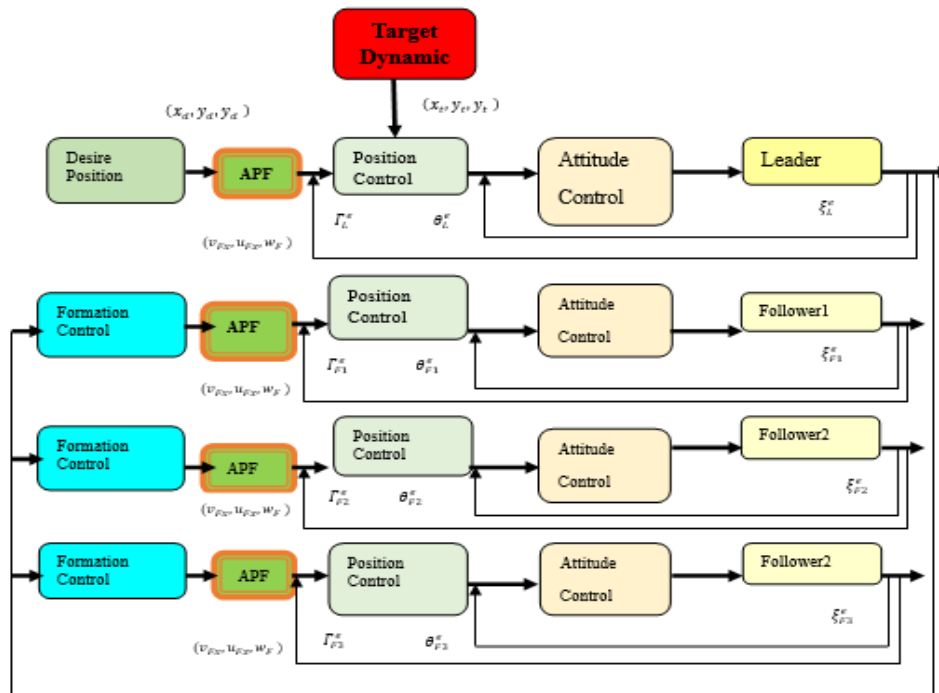 Target
Dynamic
(x_d, y_d, y_d)
(x_t, y_t, y_t)
Desire
Position
APF
Position
Control
Attitude
Control
Leader
Γ_L^e
θ_L^e
ξ_L^e
(v_Fx, u_Fx, w_F)
Formation
Control
APF
Position
Control
Attitude
Control
Follower1
Γ_F1^e
θ_F1^e
ξ_F1^e
(v_Fx, u_Fx, w_F)
Formation
Control
APF
Position
Control
Attitude
Control
Follower2
Γ_F2^e
θ_F2^e
ξ_F2^e
(v_Fx, u_Fx, w_F)
Formation
Control
APF
Position
Control
Attitude
Control
Follower2
Γ_F3^e
θ_F3^e
ξ_F3^e
(v_Fx, u_Fx, w_F)